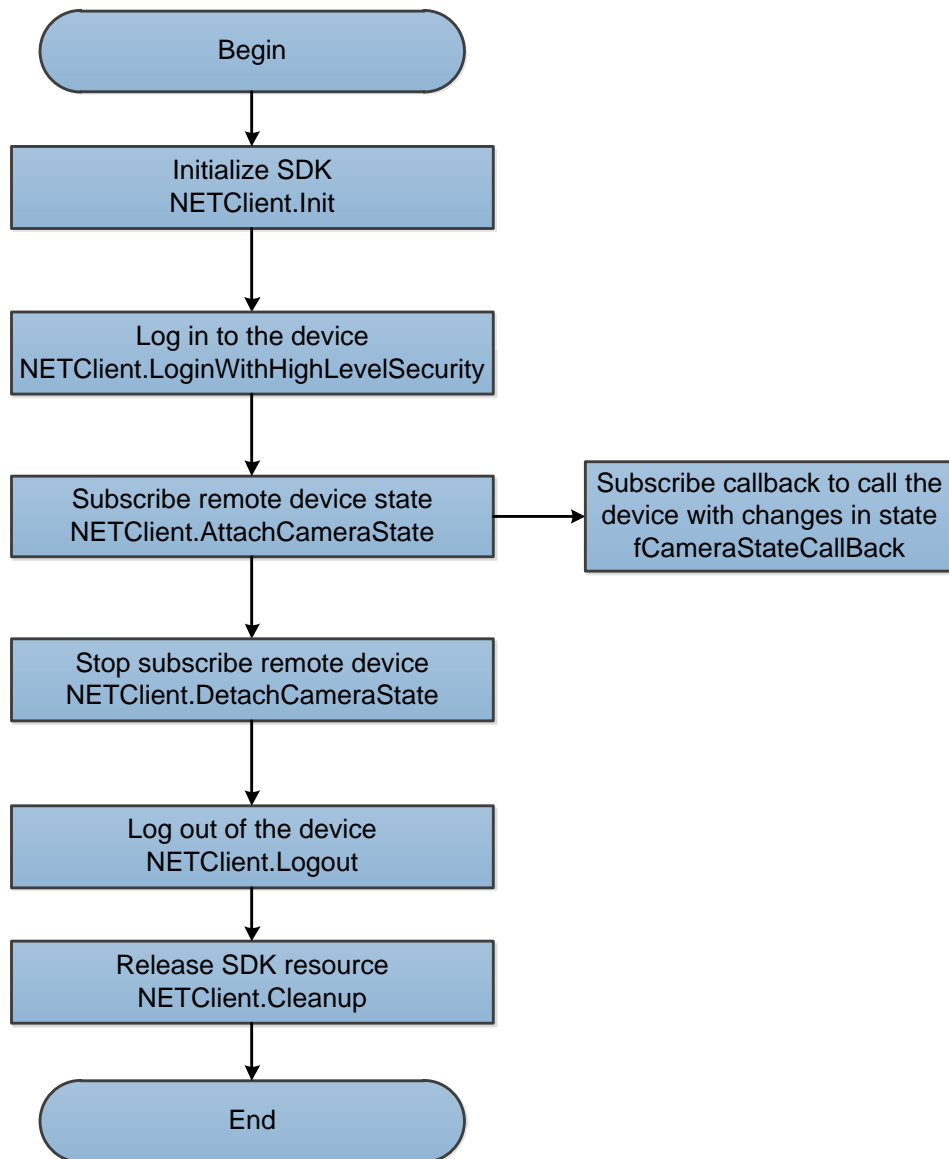 Begin
Initialize SDK
NETClient.Init
Log in to the device
NETClient.LoginWithHighLevelSecurity
Subscribe remote device state
NETClient.AttachCameraState
Subscribe callback to call the
device with changes in state
fCameraStateCallBack
Stop subscribe remote device
NETClient.DetachCameraState
Log out of the device
NETClient.Logout
Release SDK resource
NETClient.Cleanup
End